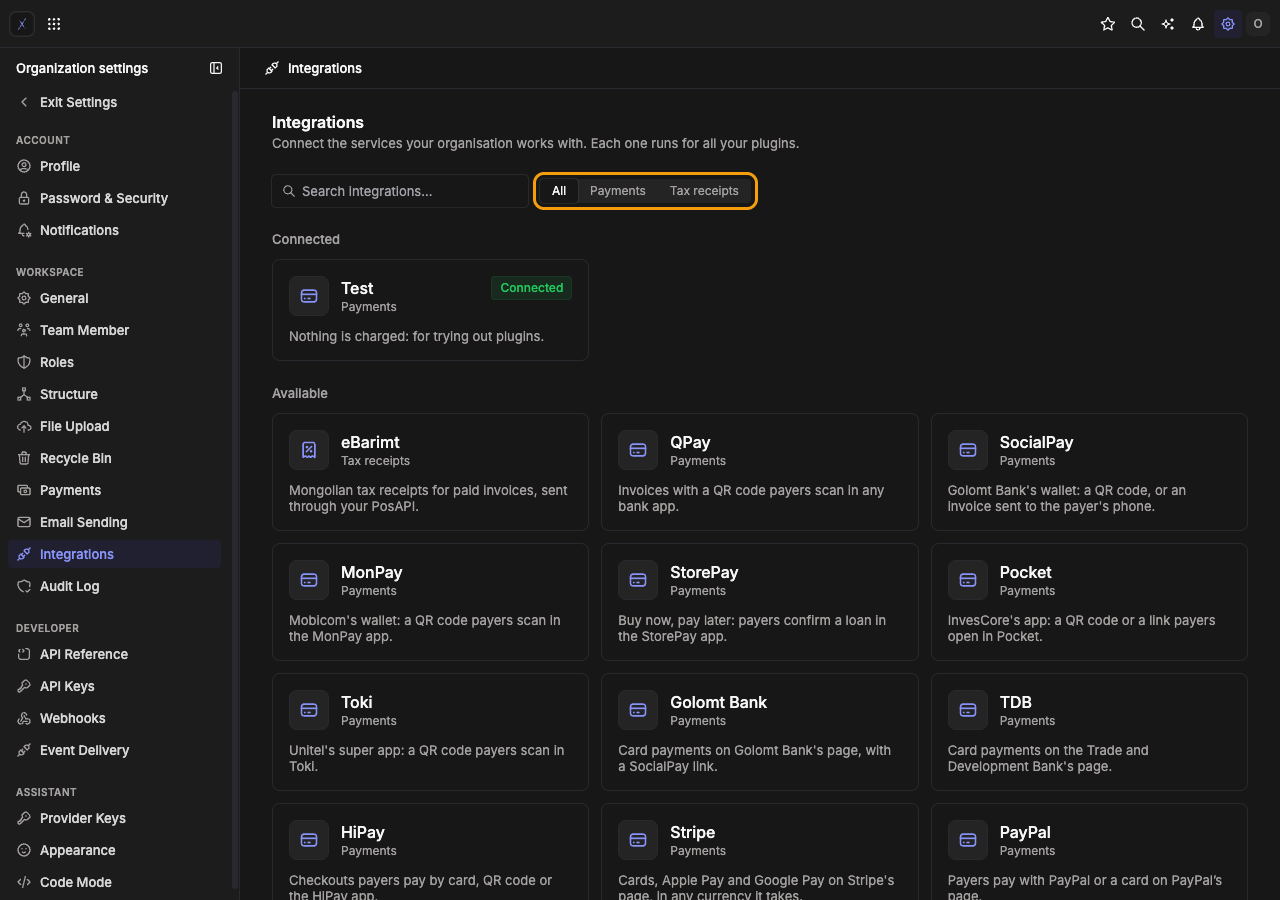 O
Organization settings
Exit Settings
ACCOUNT
Profile
Password & Security
Notifications
WORKSPACE
General
Team Member
Roles
Structure
File Upload
Recycle Bin
Payments
Email Sending
Integrations
Audit Log
DEVELOPER
API Reference
API Keys
Webhooks
Event Delivery
ASSISTANT
Provider Keys
Appearance
Code Mode
Integrations
Integrations
Connect the services your organisation works with. Each one runs for all your plugins.
Search integrations...
All
Payments
Tax receipts
Connected
Test
Connected
Payments
Nothing is charged: for trying out plugins.
Available
eBarimt
Tax receipts
Mongolian tax receipts for paid invoices, sent
through your PosAPI.
QPay
Payments
Invoices with a QR code payers scan in any
bank app.
SocialPay
Payments
Golomt Bank's wallet: a QR code, or an
invoice sent to the payer's phone.
MonPay
Payments
Mobicom's wallet: a QR code payers scan in
the MonPay app.
StorePay
Payments
Buy now, pay later: payers confirm a loan in
the StorePay app.
Pocket
Payments
InvesCore's app: a QR code or a link payers
open in Pocket.
Toki
Payments
Unitel's super app: a QR code payers scan in
Toki.
Golomt Bank
Payments
Card payments on Golomt Bank's page, with
a SocialPay link.
TDB
Payments
Card payments on the Trade and
Development Bank's page.
HiPay
Payments
Checkouts payers pay by card, QR code or
the HiPay app.
Stripe
Payments
Cards, Apple Pay and Google Pay on Stripe's
page, in any currency it takes.
PayPal
Payments
Payers pay with PayPal or a card on PayPal's
page.